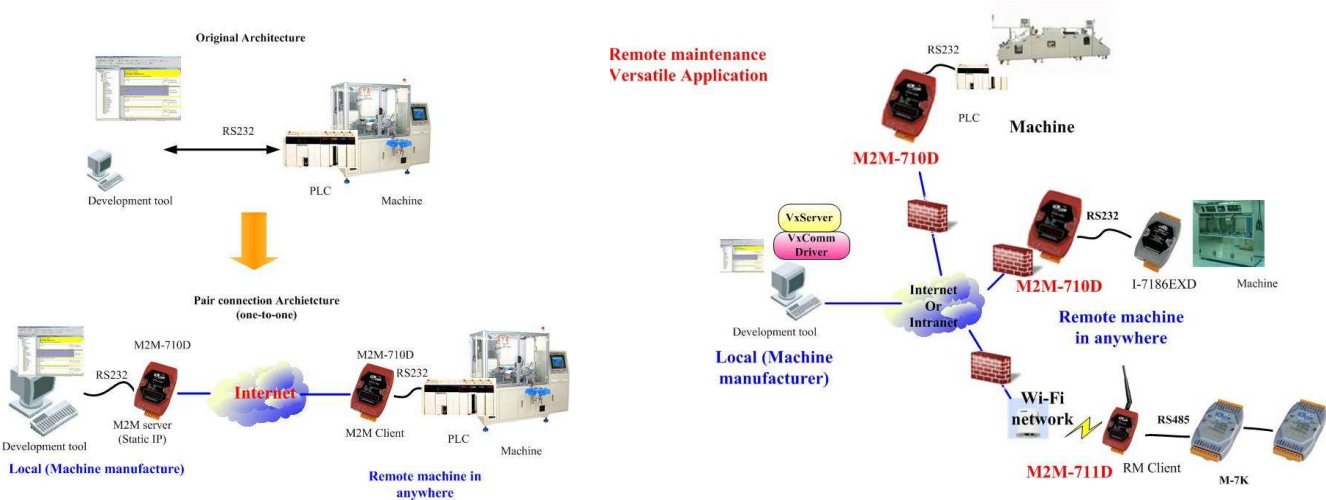 Original Architecture
RS232
Development tool
PLC
Machine
Pair connection Archietcture
(one-to-one)
M2M-710D
RS232
Internet
M2M-710D
RS232
M2M server
(Static IP)
M2M Client
PLC
Machine
Development tool
Local (Machine manufacture)
Remote machine in
anywhere
Remote maintenance
Versatile Application
RS232
PLC
Machine
M2M-710D
VxServer
VxComm
Driver
Development tool
Local (Machine
manufacturer)
Internet
Or
Intranet
RS232
M2M-710D
I-7186EXD
Machine
Remote machine
in anywhere
Wi-Fi
network
RS485
M2M-711D
RM Client
M-7K